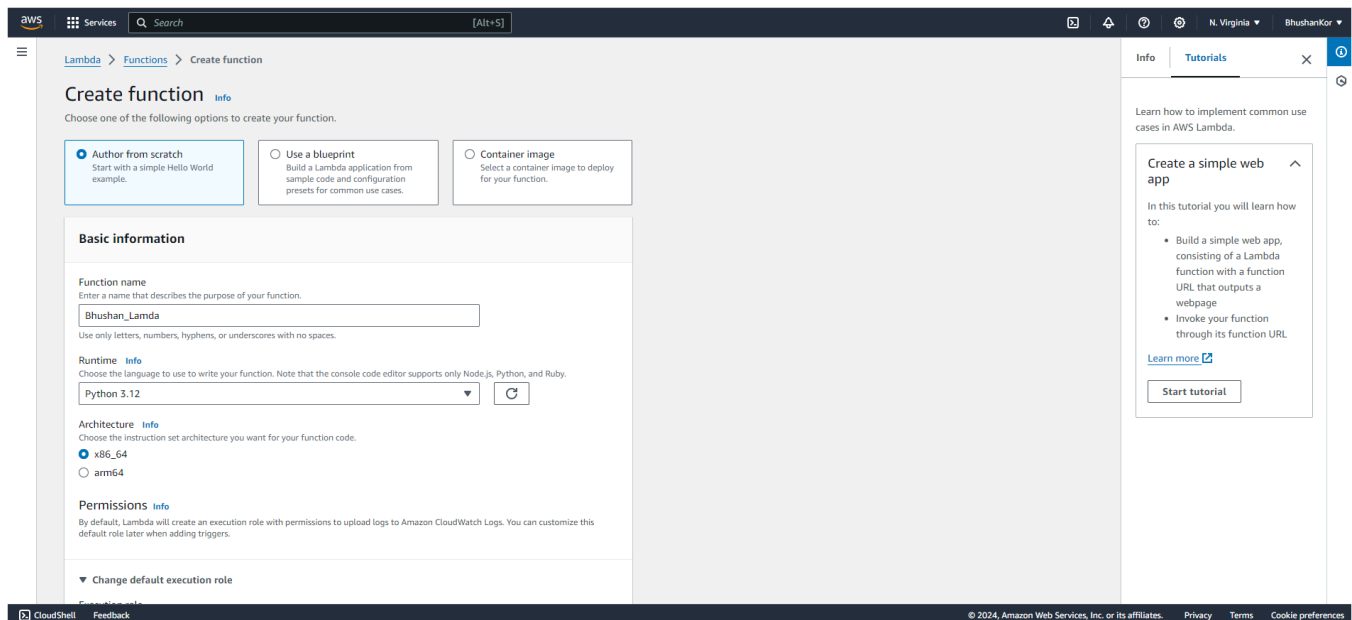 aws Services Search [Alt+S] N. Virginia BhushanKor
Lambda > Functions > Create function
Create function Info
Choose one of the following options to create your function.
Author from scratch
Start with a simple Hello World
example.
Use a blueprint
Build a Lambda application from
sample code and configuration
presets for common use cases.
Container image
Select a container image to deploy
for your function.
Basic information
Function name
Enter a name that describes the purpose of your function.
Bhushan_Lamda
Use only letters, numbers, hyphens, or underscores with no spaces.
Runtime Info
Choose the language to use to write your function. Note that the console code editor supports only Node.js, Python, and Ruby.
Python 3.12
Architecture Info
Choose the instruction set architecture you want for your function code.
x86_64
arm64
Permissions Info
By default, Lambda will create an execution role with permissions to upload logs to Amazon CloudWatch Logs. You can customize this
default role later when adding triggers.
Change default execution role
Execution role
Info Tutorials
Learn how to implement common use
cases in AWS Lambda.
Create a simple web
app
In this tutorial you will learn how
to:
• Build a simple web app,
consisting of a Lambda
function with a function
URL that outputs a
webpage
• Invoke your function
through its function URL
Learn more
Start tutorial
CloudShell Feedback © 2024, Amazon Web Services, Inc. or its affiliates. Privacy Terms Cookie preferences